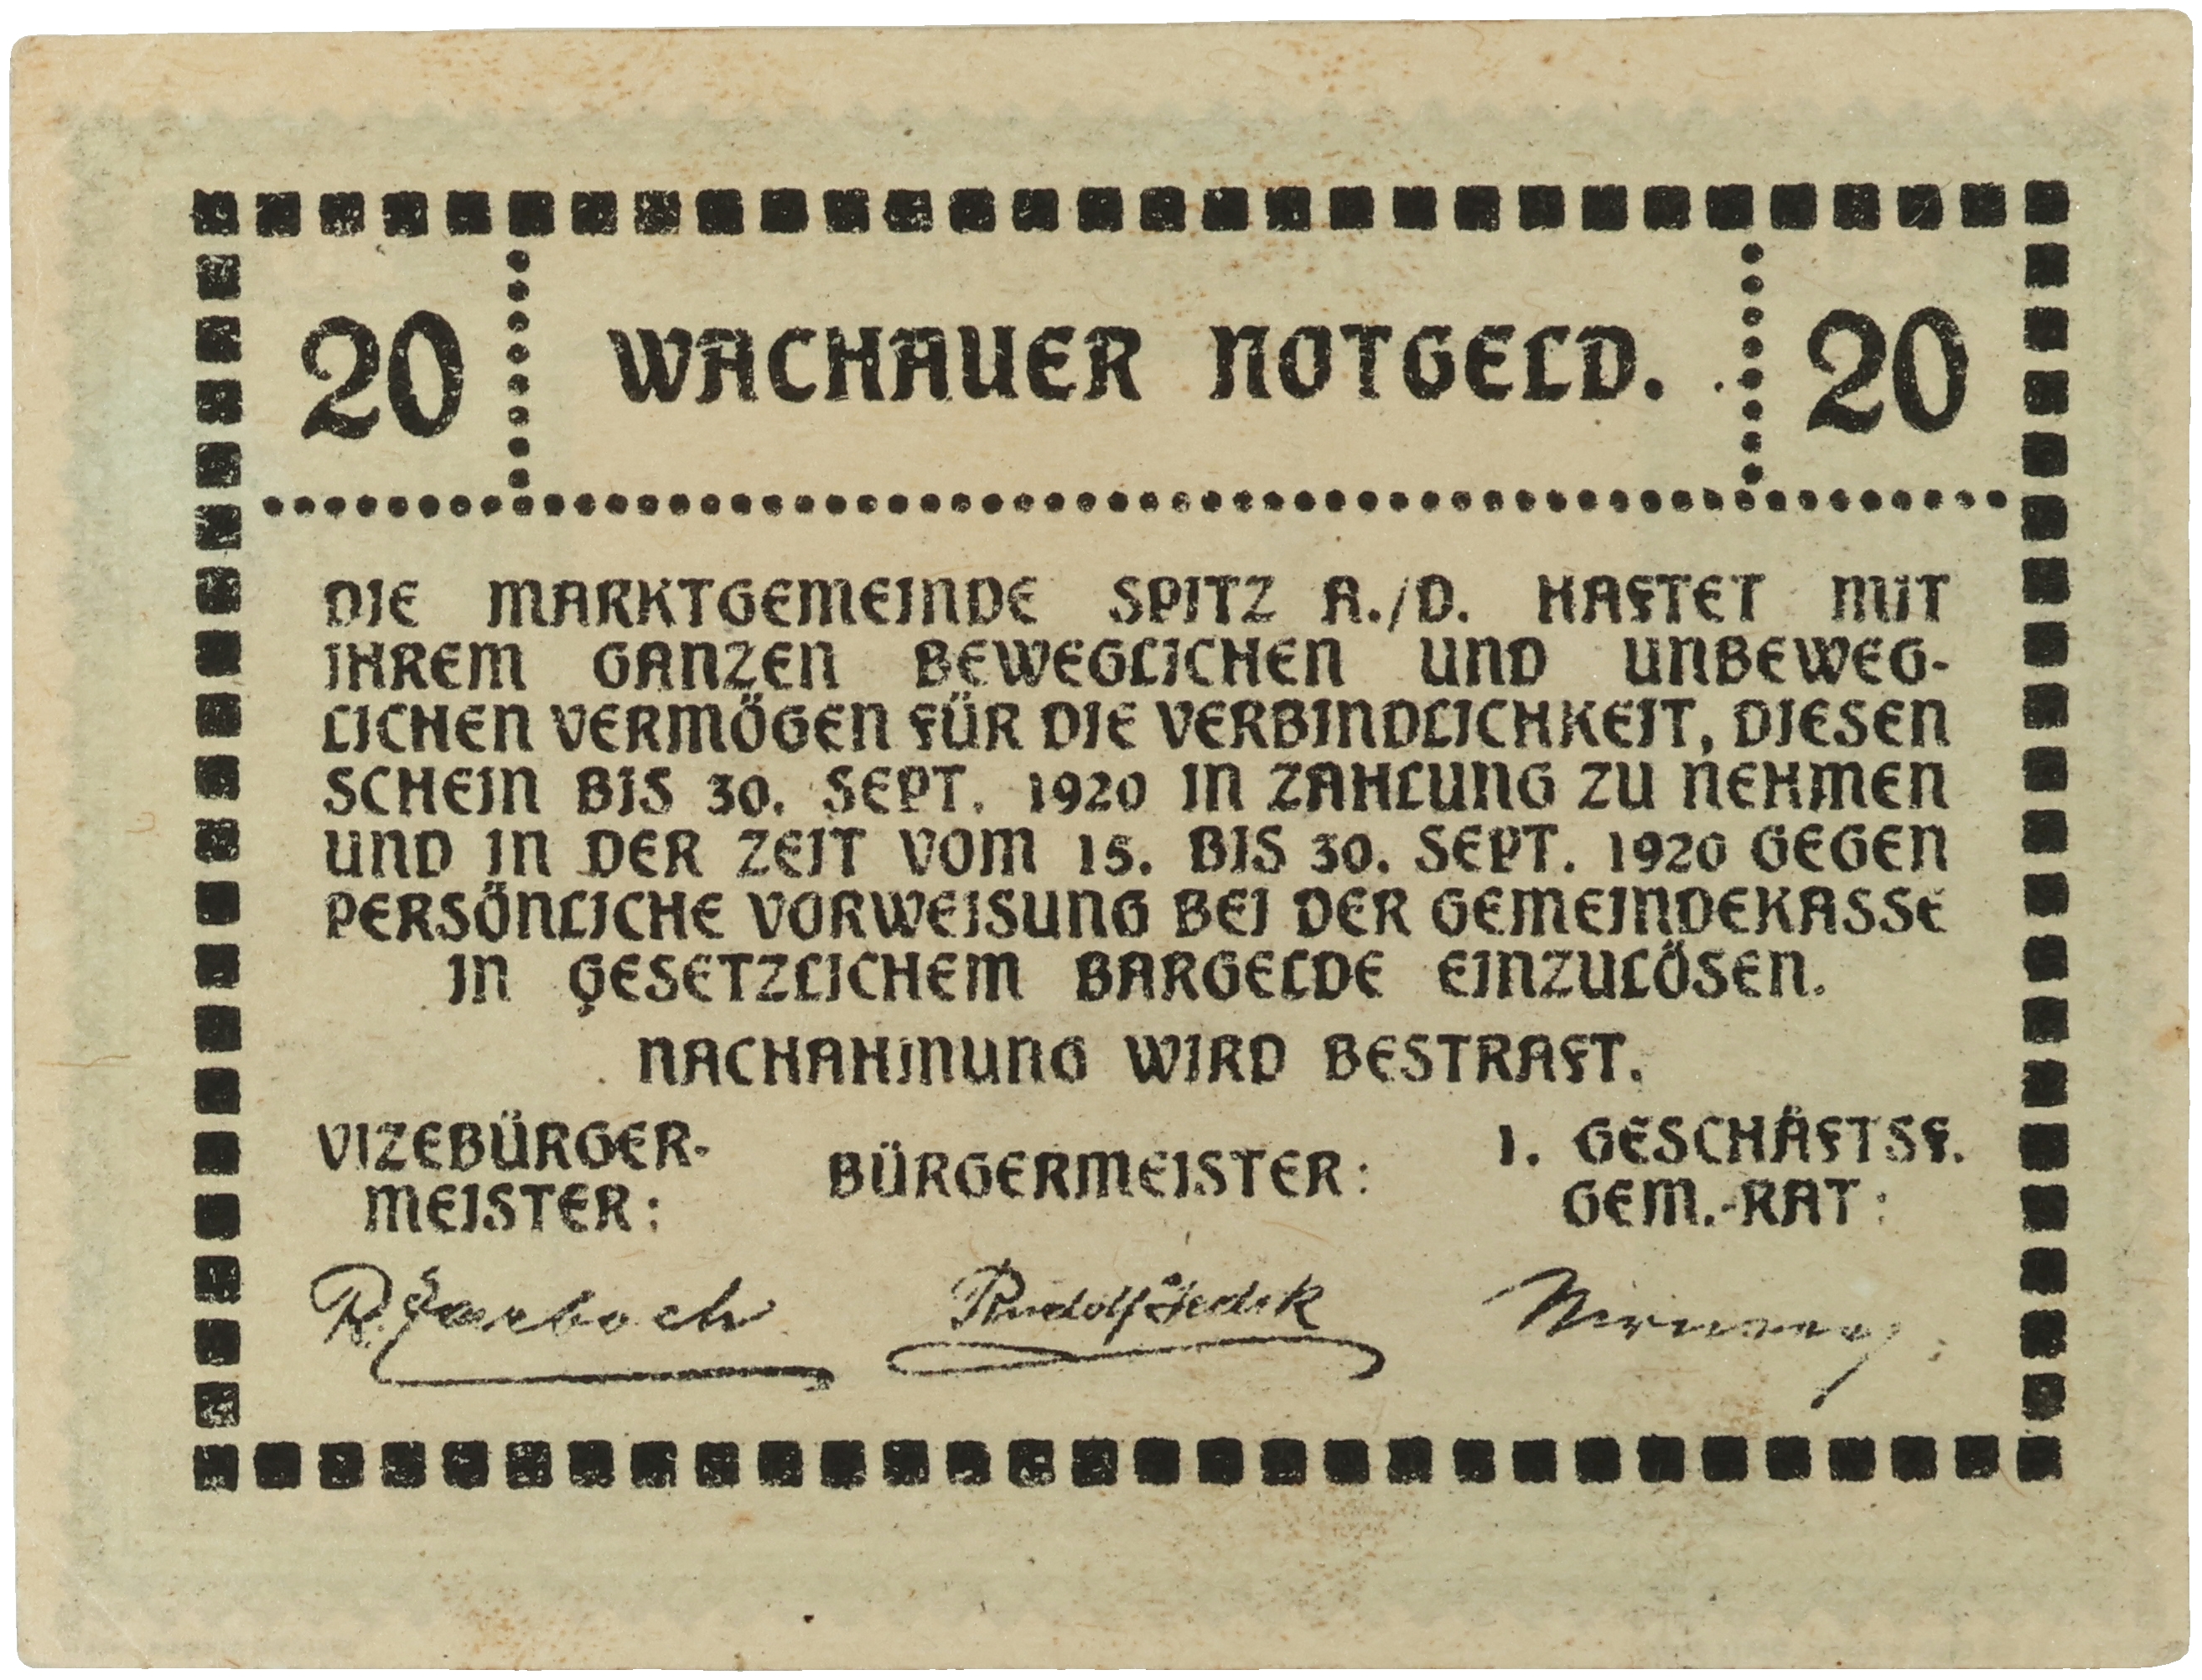 20 WACHAUER NOTGELD. 20
DIE MARKTGEMEINDE SPITZ A./D. HAFTET MIT
IHREM GANZEN BEWEGLICHEN UND UNBEWEG-
LICHEN VERMÖGEN FÜR DIE VERBINDLICHKEIT, DIESEN
SCHEIN BIS 30. SEPT. 1920 IN ZAHLUNG ZU NEHMEN
UND IN DER ZEIT VOM 15. BIS 30. SEPT. 1920 GEGEN
PERSÖNLICHE VORWEISUNG BEI DER GEMEINDEKASSE
IN GESETZLICHEM BARGELDE EINZULÖSEN.
NACHAHMUNG WIRD BESTRAFT.
VIZEBÜRGER-
MEISTER:
BÜRGERMEISTER:
1. GESCHÄFTSF.
GEM.-RAT:
R.
Rudolf